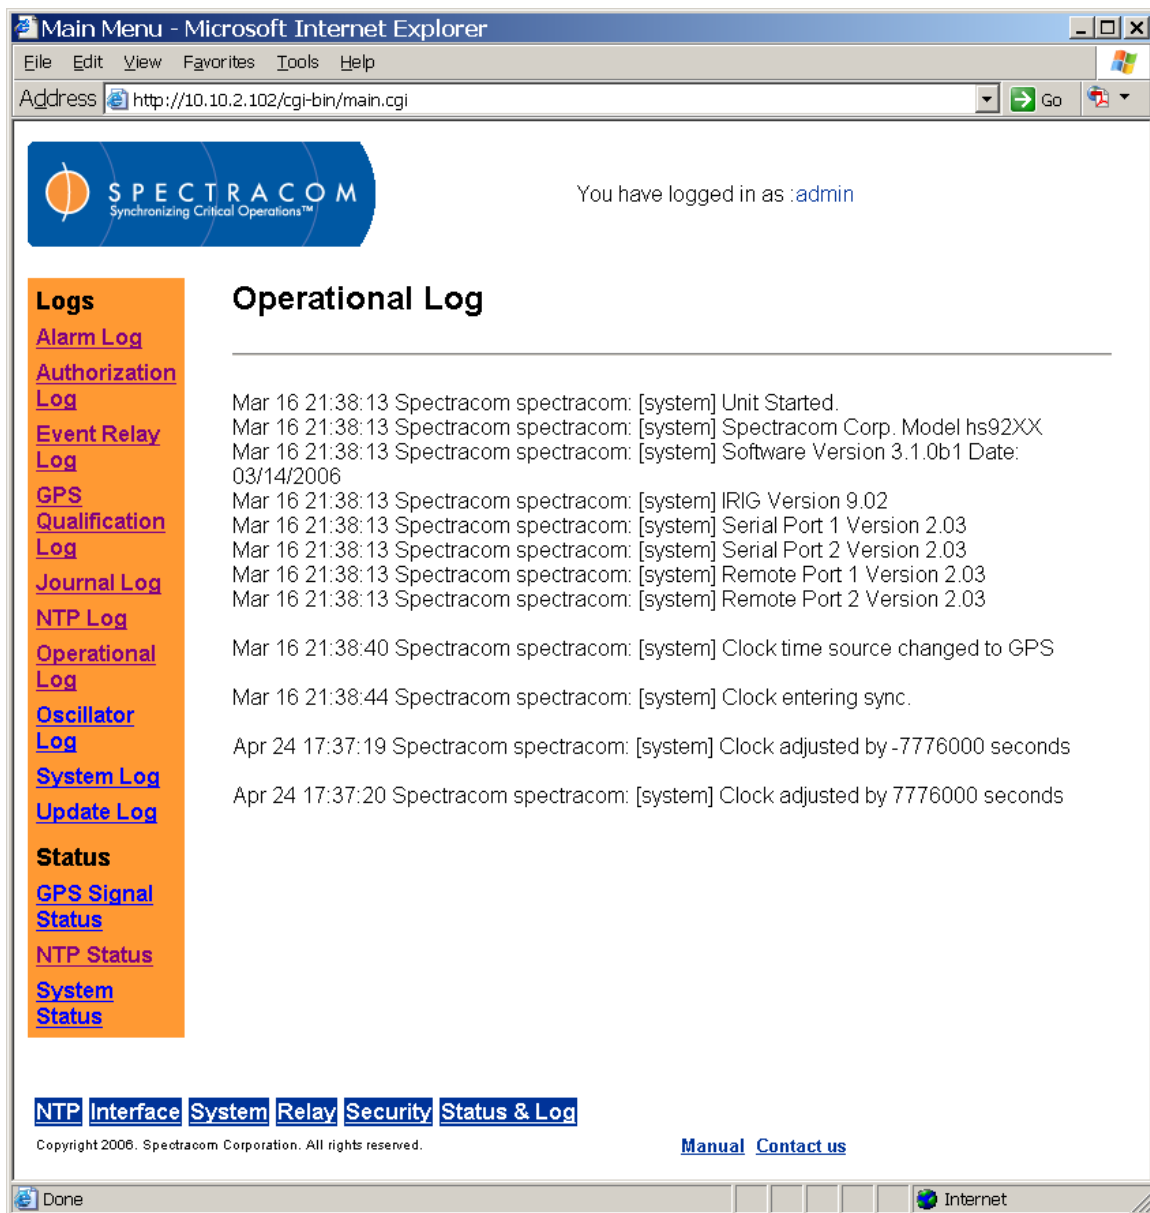 Main Menu - Microsoft Internet Explorer
File Edit View Favorites Tools Help
Address http://10.10.2.102/cgi-bin/main.cgi Go
SPECTRACOM
Synchronizing Critical Operations™
You have logged in as :admin
Logs
Alarm Log
Authorization
Log
Event Relay
Log
GPS
Qualification
Log
Journal Log
NTP Log
Operational
Log
Oscillator
Log
System Log
Update Log
Status
GPS Signal
Status
NTP Status
System
Status
Operational Log
Mar 16 21:38:13 Spectracom spectracom: [system] Unit Started.
Mar 16 21:38:13 Spectracom spectracom: [system] Spectracom Corp. Model hs92XX
Mar 16 21:38:13 Spectracom spectracom: [system] Software Version 3.1.0b1 Date:
03/14/2006
Mar 16 21:38:13 Spectracom spectracom: [system] IRIG Version 9.02
Mar 16 21:38:13 Spectracom spectracom: [system] Serial Port 1 Version 2.03
Mar 16 21:38:13 Spectracom spectracom: [system] Serial Port 2 Version 2.03
Mar 16 21:38:13 Spectracom spectracom: [system] Remote Port 1 Version 2.03
Mar 16 21:38:13 Spectracom spectracom: [system] Remote Port 2 Version 2.03
Mar 16 21:38:40 Spectracom spectracom: [system] Clock time source changed to GPS
Mar 16 21:38:44 Spectracom spectracom: [system] Clock entering sync.
Apr 24 17:37:19 Spectracom spectracom: [system] Clock adjusted by -7776000 seconds
Apr 24 17:37:20 Spectracom spectracom: [system] Clock adjusted by 7776000 seconds
NTP Interface System Relay Security Status & Log
Copyright 2006. Spectracom Corporation. All rights reserved.
Manual Contact us
Done Internet